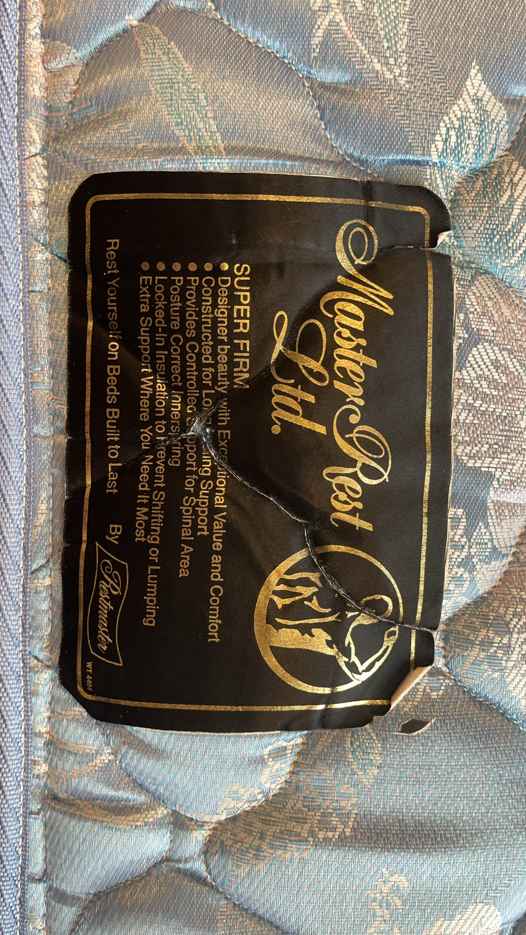 Master Rest
Ltd.
SUPER FIRM
• Designer beauty with Exceptional Value and Comfort
• Constructed for Long Lasting Support
• Provides Controlled Support for Spinal Area
• Posture Correct Innerspring
• Locked-In Insulation to Prevent Shifting or Lumping
• Extra Support Where You Need It Most
Rest Yourself on Beds Built to Last By Restmaster